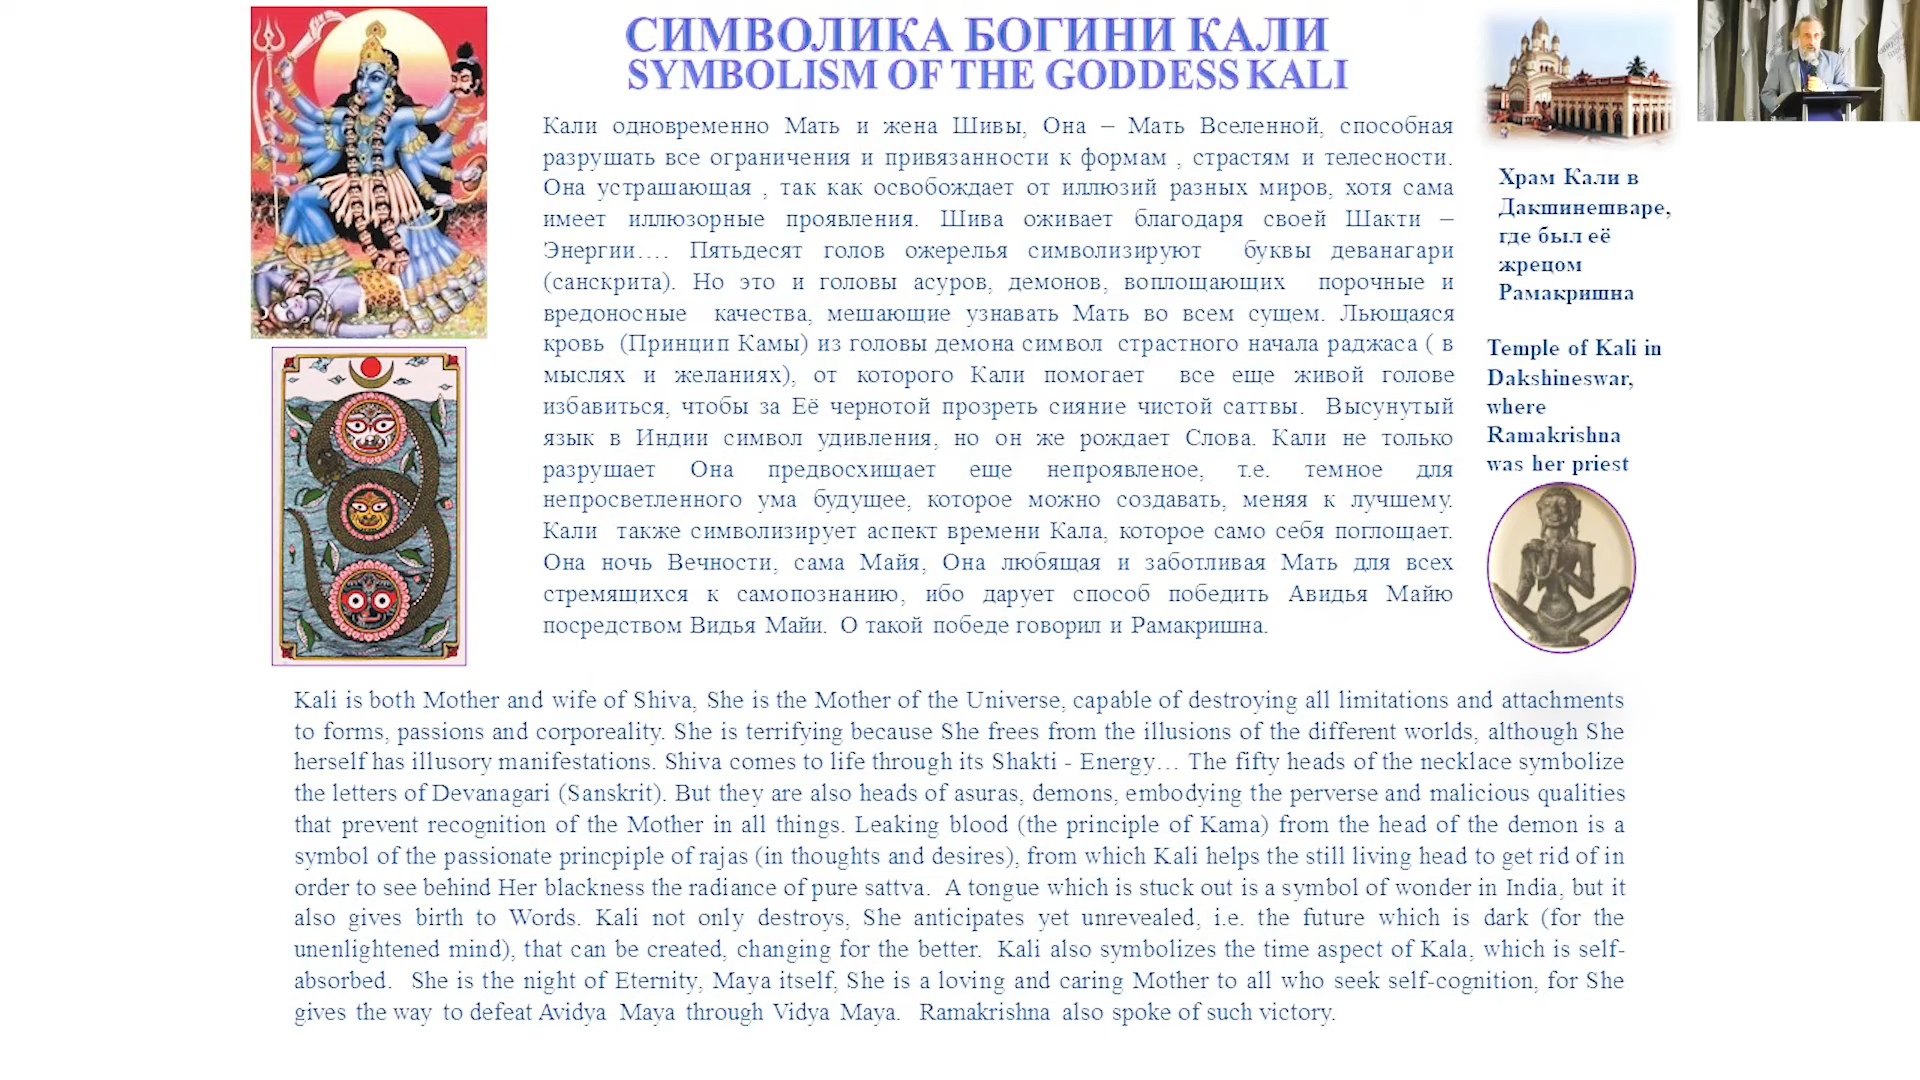 СИМВОЛИКА БОГИНИ КАЛИ
SYMBOLISM OF THE GODDESS KALI
Кали одновременно Мать и жена Шивы, Она – Мать Вселенной, способная
разрушать все ограничения и привязанности к формам , страстям и телесности.
Она устрашающая , так как освобождает от иллюзий разных миров, хотя сама
имеет иллюзорные проявления. Шива оживает благодаря своей Шакти –
Энергии…. Пятьдесят голов ожерелья символизируют буквы деванагари
(санскрита). Но это и головы асуров, демонов, воплощающих порочные и
вредоносные качества, мешающие узнавать Мать во всем сущем. Льющаяся
кровь (Принцип Камы) из головы демона символ страстного начала раджаса ( в
мыслях и желаниях), от которого Кали помогает все еще живой голове
избавиться, чтобы за Её чернотой прозреть сияние чистой саттвы. Высунутый
язык в Индии символ удивления, но он же рождает Слова. Кали не только
разрушает Она предвосхищает еще непроявленое, т.е. темное для
непросветленного ума будущее, которое можно создавать, меняя к лучшему.
Кали также символизирует аспект времени Кала, которое само себя поглощает.
Она ночь Вечности, сама Майя, Она любящая и заботливая Мать для всех
стремящихся к самопознанию, ибо дарует способ победить Авидья Майю
посредством Видья Майи. О такой победе говорил и Рамакришна.
Храм Кали в
Дакшинешваре,
где был её
жрецом
Рамакришна
Temple of Kali in
Dakshineswar,
where
Ramakrishna
was her priest
Kali is both Mother and wife of Shiva, She is the Mother of the Universe, capable of destroying all limitations and attachments
to forms, passions and corporeality. She is terrifying because She frees from the illusions of the different worlds, although She
herself has illusory manifestations. Shiva comes to life through its Shakti - Energy… The fifty heads of the necklace symbolize
the letters of Devanagari (Sanskrit). But they are also heads of asuras, demons, embodying the perverse and malicious qualities
that prevent recognition of the Mother in all things. Leaking blood (the principle of Kama) from the head of the demon is a
symbol of the passionate princpiple of rajas (in thoughts and desires), from which Kali helps the still living head to get rid of in
order to see behind Her blackness the radiance of pure sattva. A tongue which is stuck out is a symbol of wonder in India, but it
also gives birth to Words. Kali not only destroys, She anticipates yet unrevealed, i.e. the future which is dark (for the
unenlightened mind), that can be created, changing for the better. Kali also symbolizes the time aspect of Kala, which is self-
absorbed. She is the night of Eternity, Maya itself, She is a loving and caring Mother to all who seek self-cognition, for She
gives the way to defeat Avidya Maya through Vidya Maya. Ramakrishna also spoke of such victory.